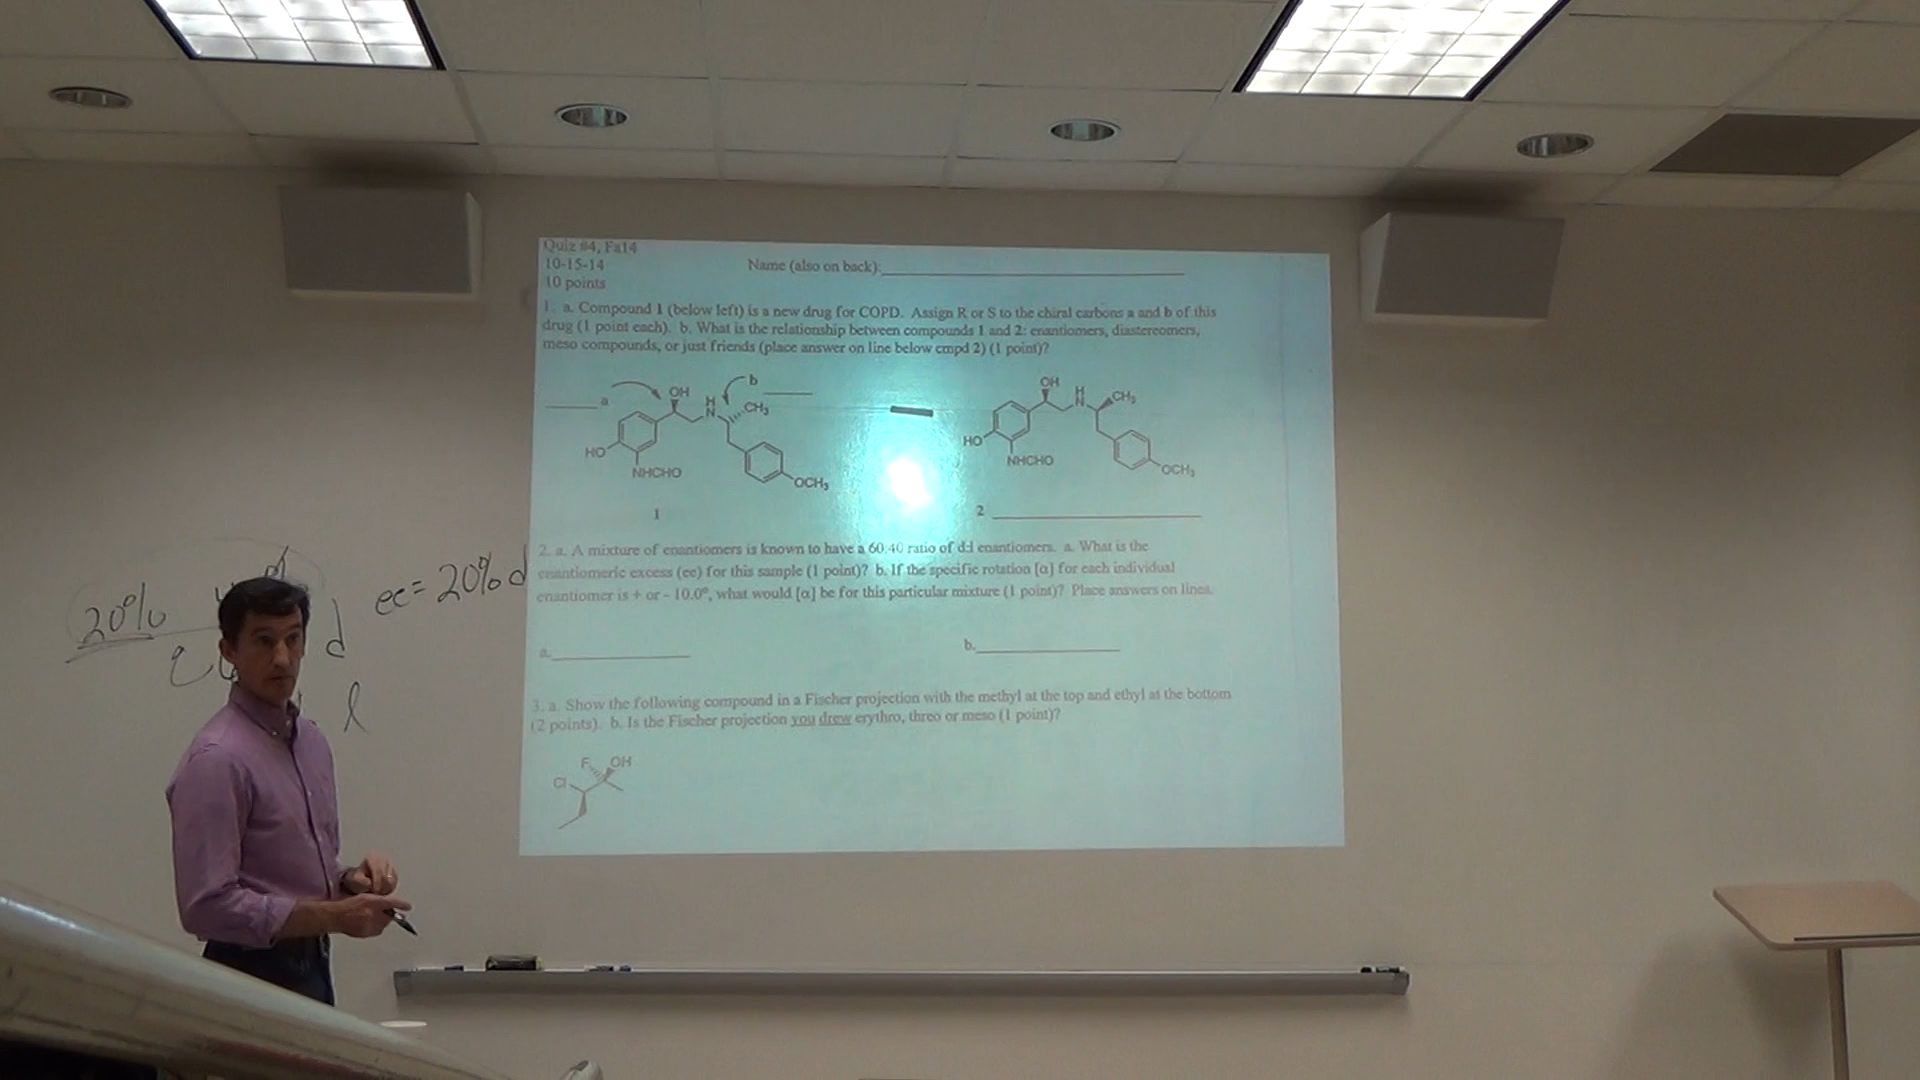 Quiz #4, Fa14
10-15-14
Name (also on back):
10 points
1. a. Compound 1 (below left) is a new drug for COPD. Assign R or S to the chiral carbons a and b of this
drug (1 point each). b. What is the relationship between compounds 1 and 2: enantiomers, diastereomers,
meso compounds, or just friends (place answer on line below cmpd 2) (1 point)?
a
OH
b
H
N
CH3
HO
NHCHO
OCH3
1
OH
H
N
CH3
HO
NHCHO
OCH3
2
2. a. A mixture of enantiomers is known to have a 60:40 ratio of d:l enantiomers. a. What is the
enantiomeric excess (ee) for this sample (1 point)? b. If the specific rotation [α] for each individual
enantiomer is + or - 10.0°, what would [α] be for this particular mixture (1 point)? Place answers on lines.
a.
b.
3. a. Show the following compound in a Fischer projection with the methyl at the top and ethyl at the bottom
(2 points). b. Is the Fischer projection you drew erythro, threo or meso (1 point)?
F
OH
Cl
20%
d
ee = 20% d
d
l